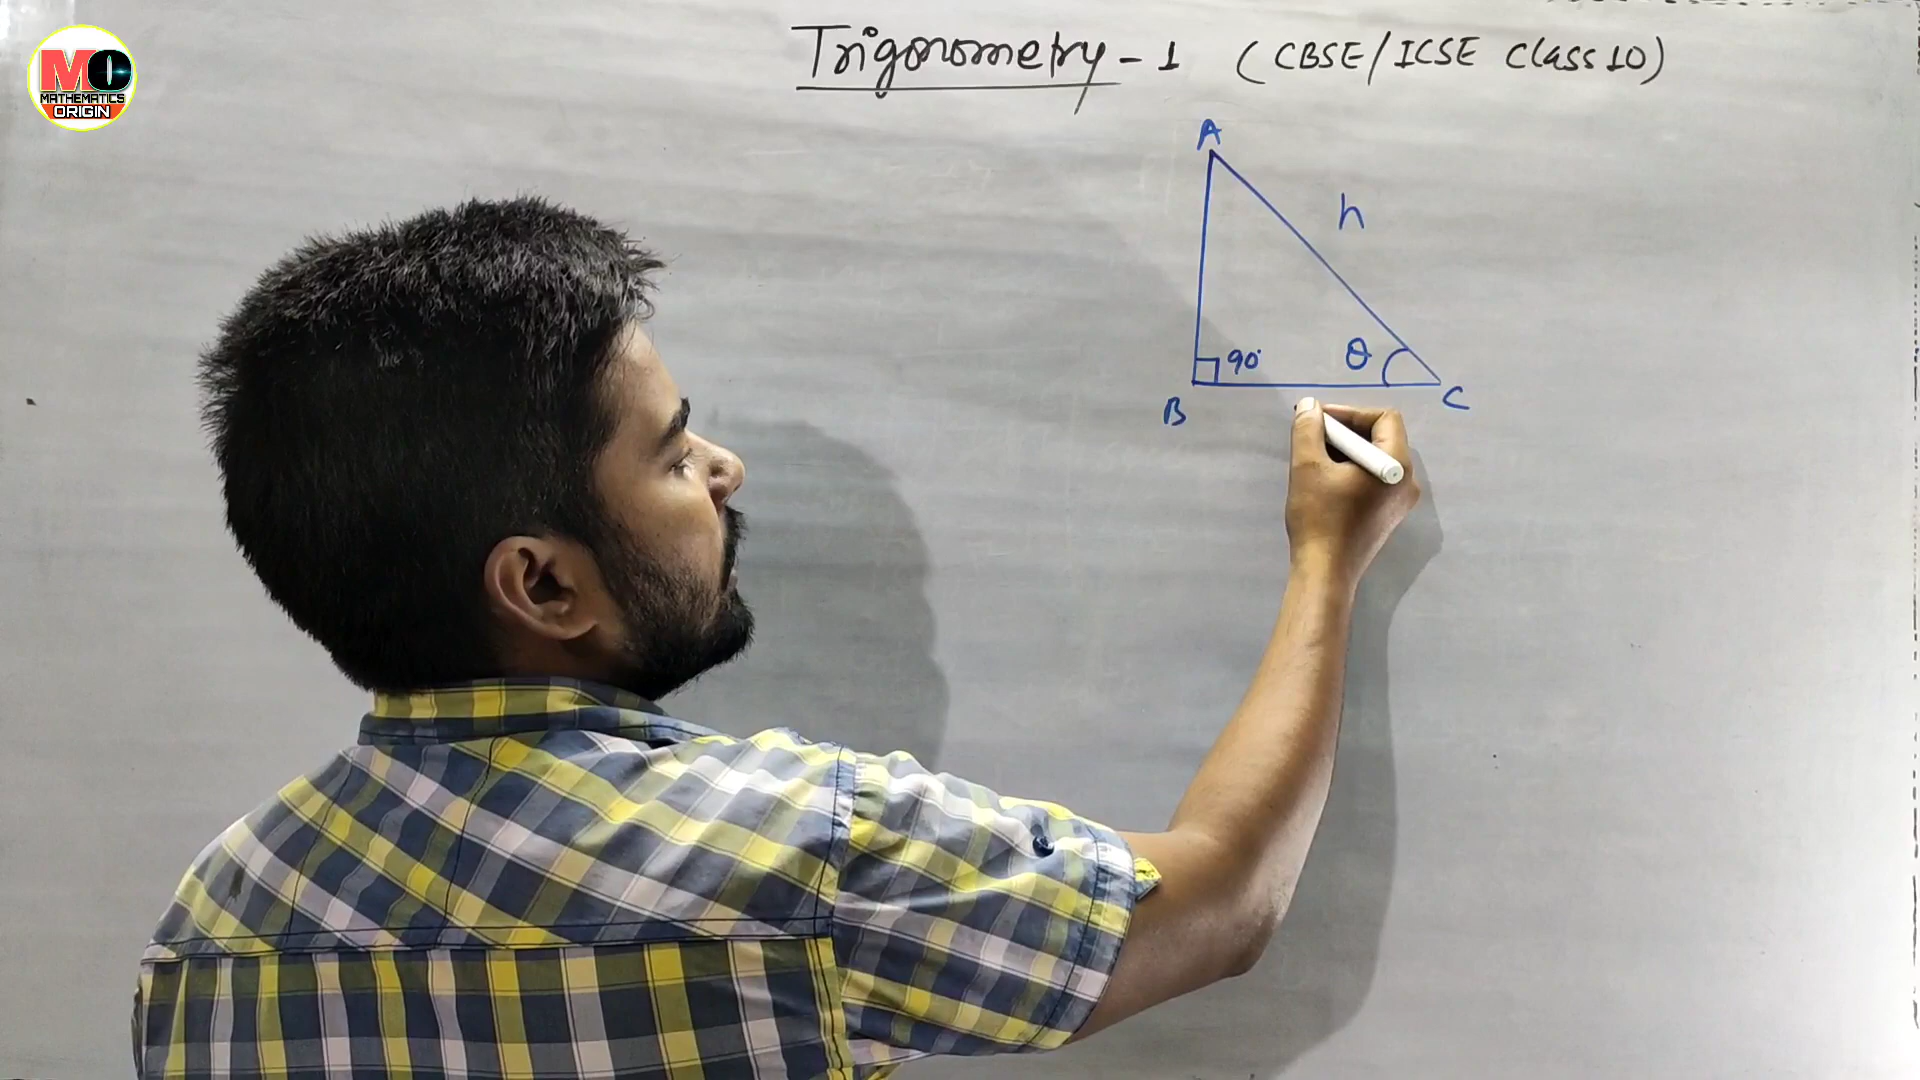 MO
MATHEMATICS
ORIGIN
Trigonometry - 1 (CBSE/ICSE Class 10)
A
h
90°
θ
B
C